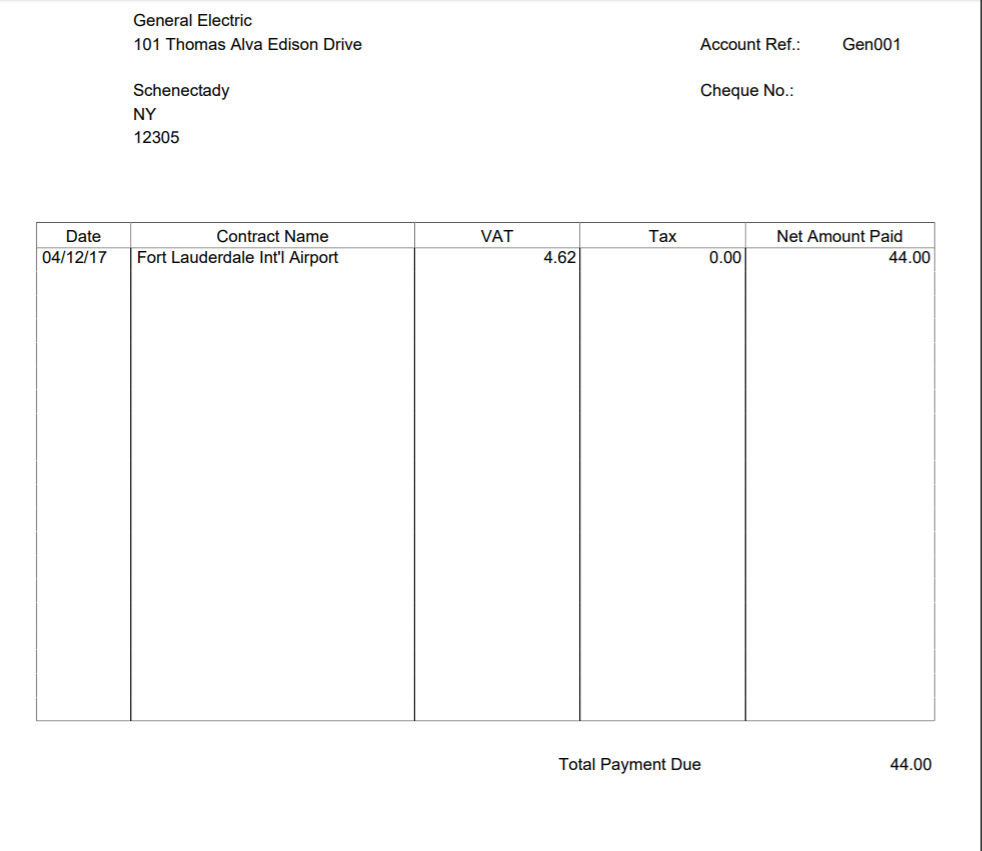 General Electric
101 Thomas Alva Edison Drive
Account Ref.: Gen001
Schenectady
Cheque No.:
NY
12305
Date Contract Name VAT Tax Net Amount Paid
04/12/17 Fort Lauderdale Int'l Airport 4.62 0.00 44.00
Total Payment Due 44.00